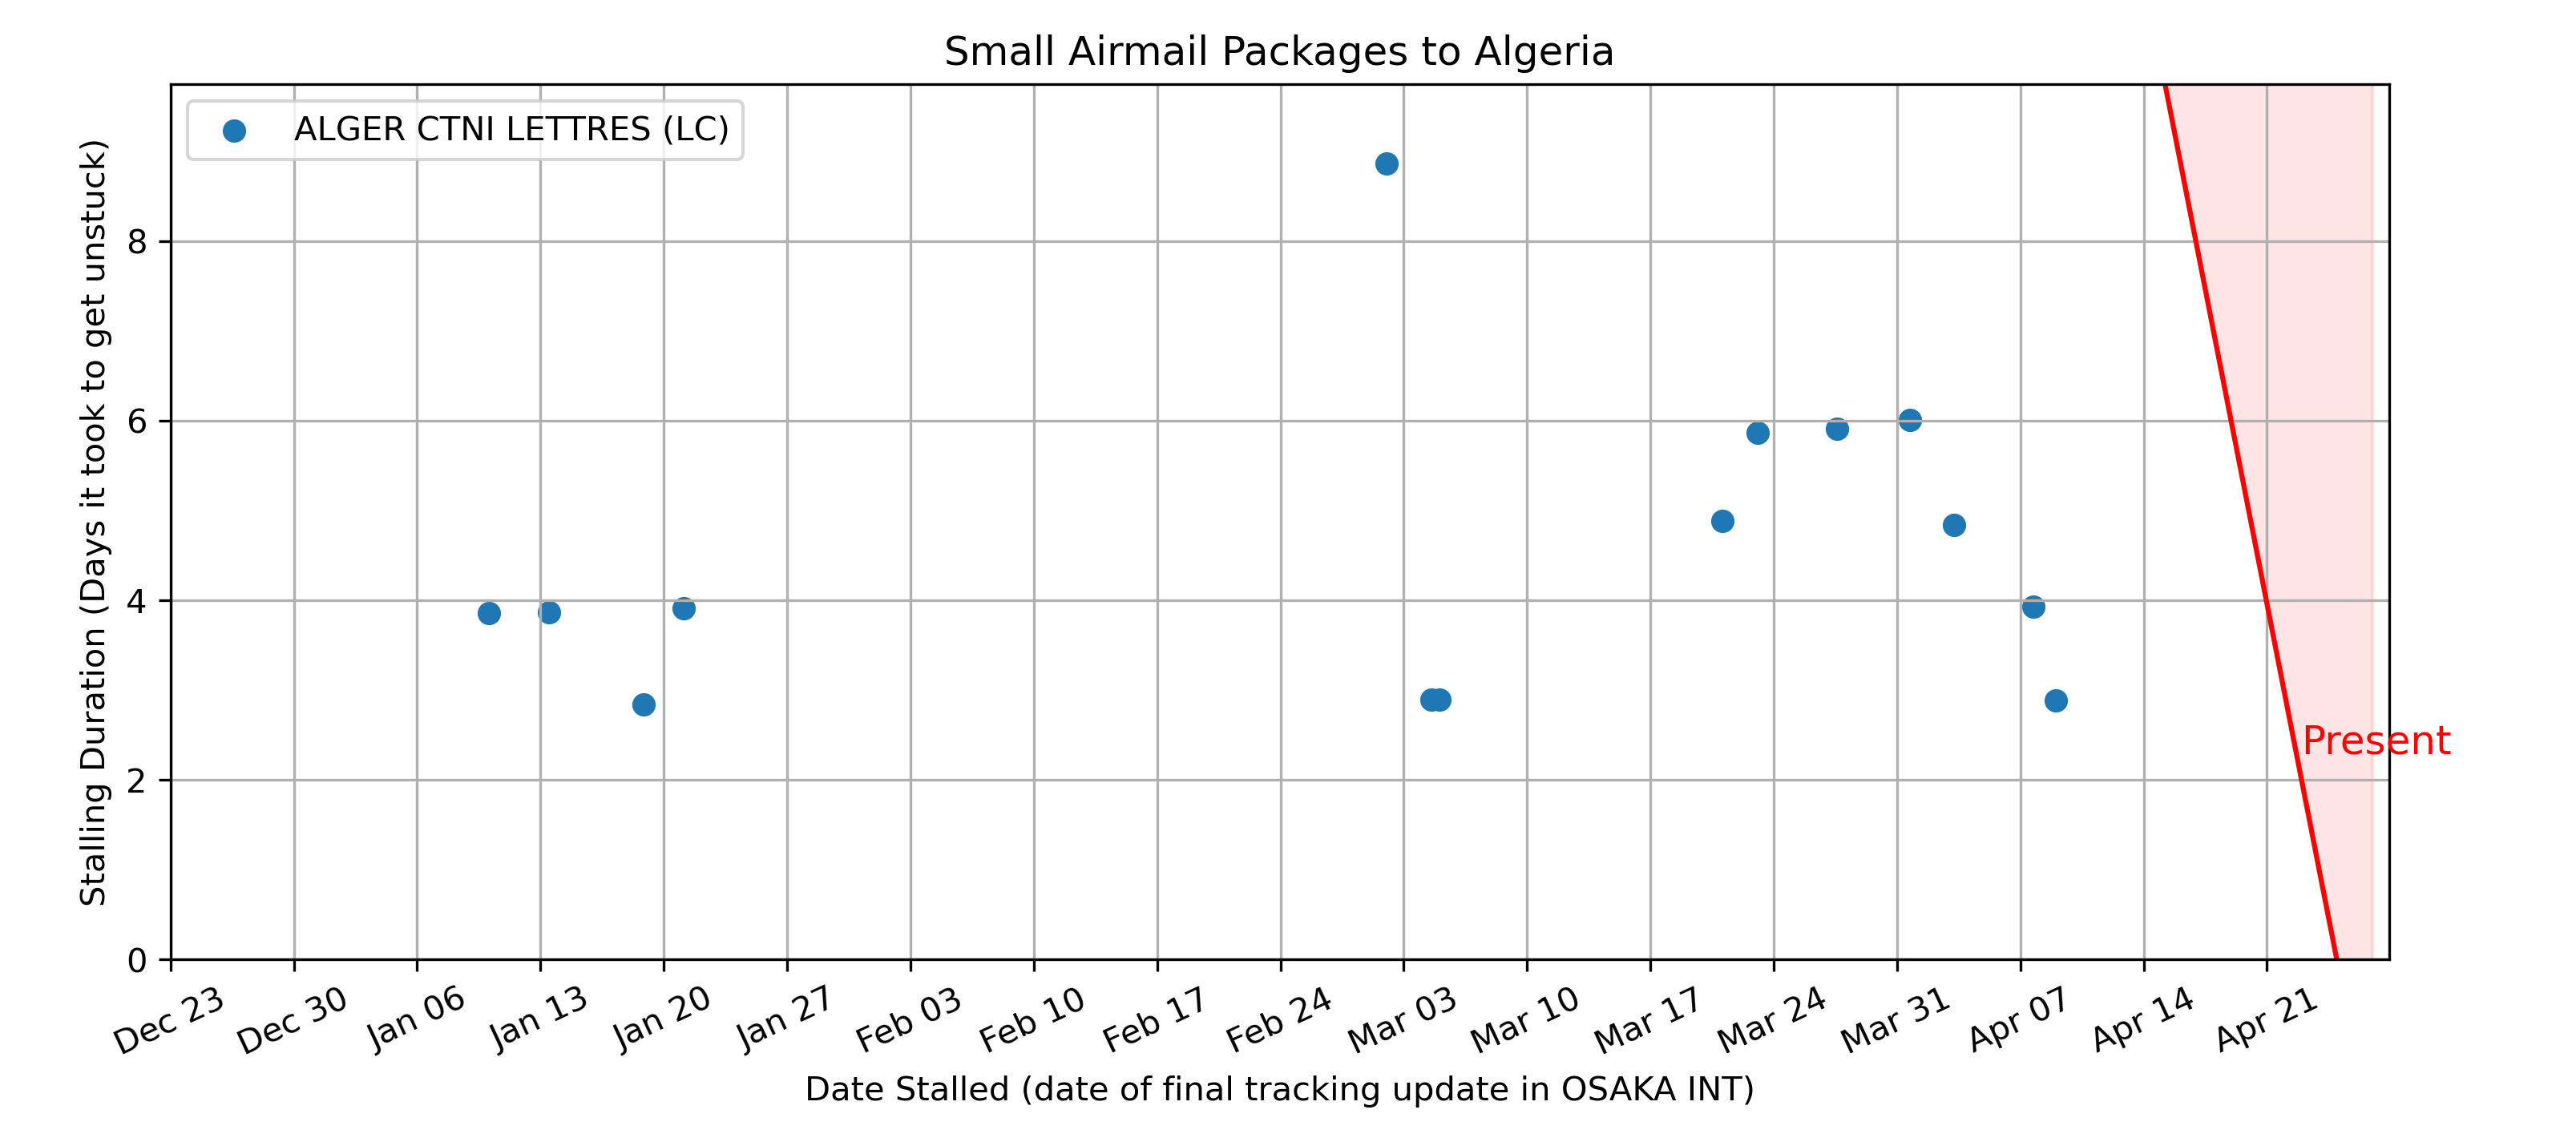 Small Airmail Packages to Algeria
ALGER CTNI LETTRES (LC)
Stalling Duration (Days it took to get unstuck)
8
6
4
2
0
Present
Dec 23
Dec 30
Jan 06
Jan 13
Jan 20
Jan 27
Feb 03
Feb 10
Feb 17
Feb 24
Mar 03
Mar 10
Mar 17
Mar 24
Mar 31
Apr 07
Apr 14
Apr 21
Date Stalled (date of final tracking update in OSAKA INT)